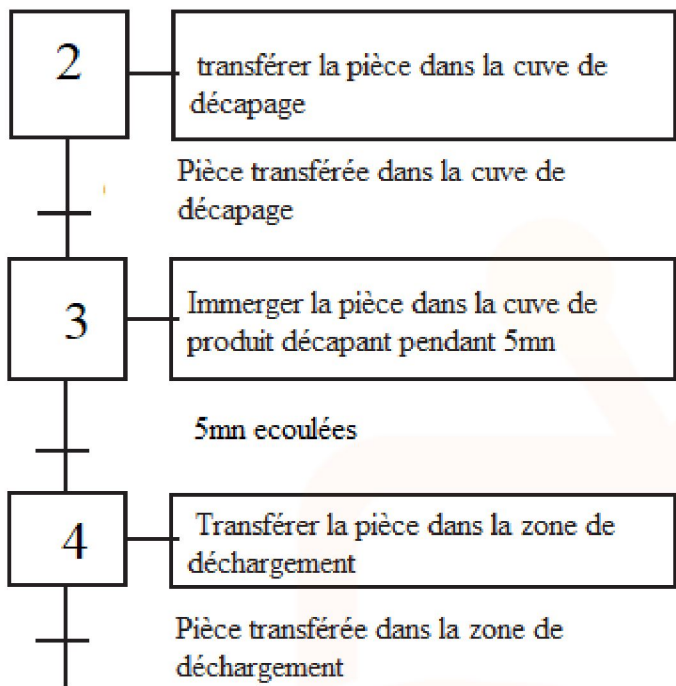 2
transférer la pièce dans la cuve de
décapage
Pièce transférée dans la cuve de
décapage
3
Immerger la pièce dans la cuve de
produit décapant pendant 5mn
5mn ecoulées
4
Transférer la pièce dans la zone de
déchargement
Pièce transférée dans la zone de
déchargement